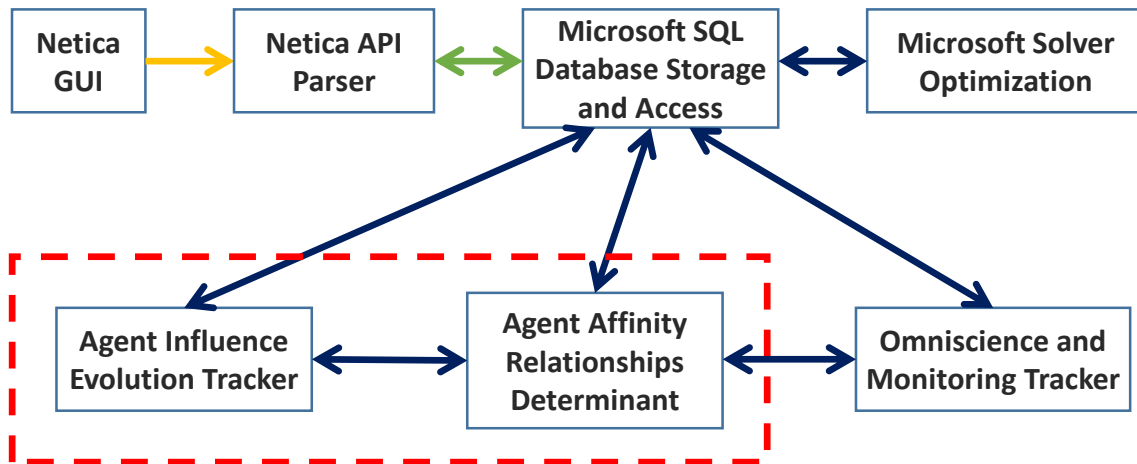 Netica
GUI
Netica API
Parser
Microsoft SQL
Database Storage
and Access
Microsoft Solver
Optimization
Agent Influence
Evolution Tracker
Agent Affinity
Relationships
Determinant
Omniscience and
Monitoring Tracker